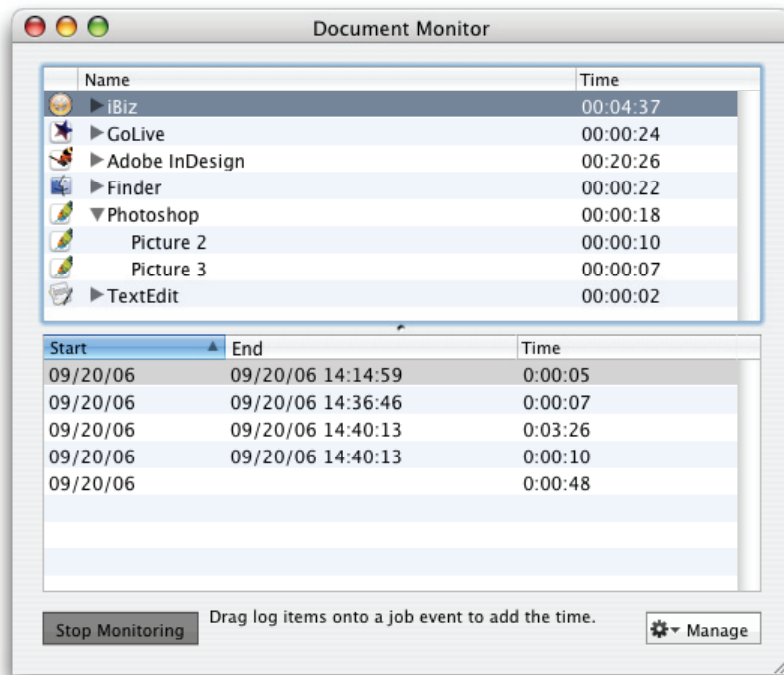 Document Monitor
Name Time
iBiz 00:04:37
GoLive 00:00:24
Adobe InDesign 00:20:26
Finder 00:00:22
Photoshop 00:00:18
Picture 2 00:00:10
Picture 3 00:00:07
TextEdit 00:00:02
Start End Time
09/20/06 09/20/06 14:14:59 0:00:05
09/20/06 09/20/06 14:36:46 0:00:07
09/20/06 09/20/06 14:40:13 0:03:26
09/20/06 09/20/06 14:40:13 0:00:10
09/20/06 0:00:48
Stop Monitoring Drag log items onto a job event to add the time. Manage